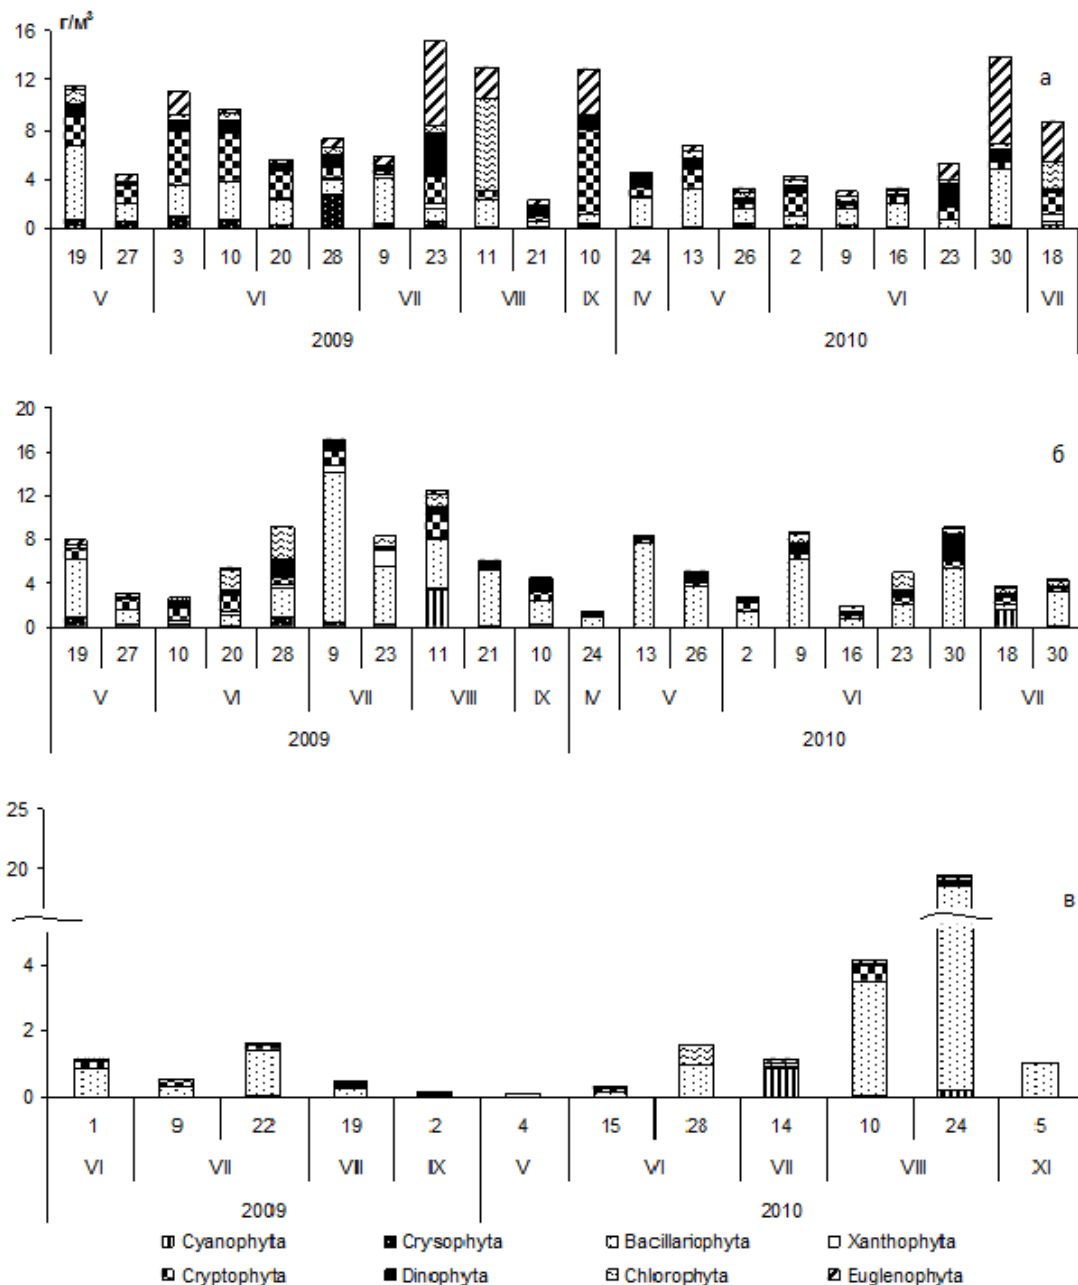 г/м³
16
12
8
4
0
а
19 27 3 10 20 28 9 23 11 21 10 24 13 26 2 9 16 23 30 18
V VI VII VIII IX IV V VI VII
2009 2010
20
16
12
8
4
0
б
19 27 10 20 28 9 23 11 21 10 24 13 26 2 9 16 23 30 18 30
V VI VII VIII IX IV V VI VII
2009 2010
25
20
4
2
0
в
1 9 22 19 2 4 15 28 14 10 24 5
VI VII VIII IX V VI VII VIII XI
2009 2010
Cyanophyta Crysophyta Bacillariophyta Xanthophyta
Cryptophyta Dinophyta Chlorophyta Euglenophyta